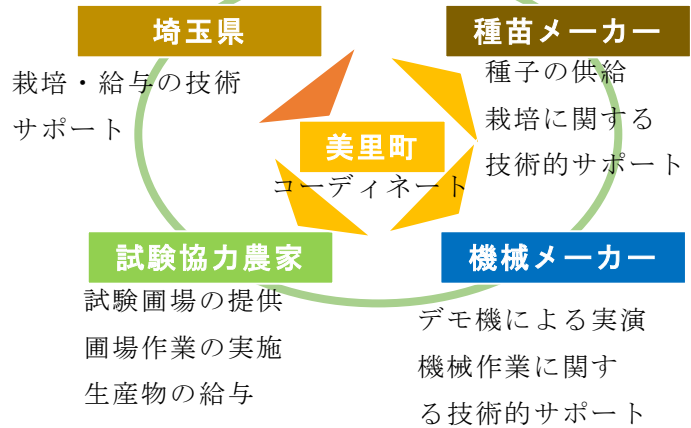 埼玉県
栽培・給与の技術
サポート
種苗メーカー
種子の供給
栽培に関する
技術的サポート
美里町
コーディネート
試験協力農家
試験圃場の提供
圃場作業の実施
生産物の給与
機械メーカー
デモ機による実演
機械作業に関す
る技術的サポート